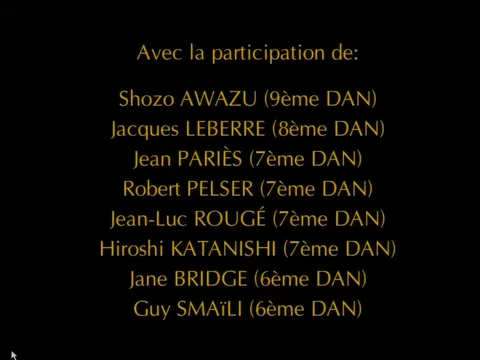 Avec la participation de:
Shozo AWAZU (9ème DAN)
Jacques LEBERRE (8ème DAN)
Jean PARIÈS (7ème DAN)
Robert PELSER (7ème DAN)
Jean-Luc ROUGÉ (7ème DAN)
Hiroshi KATANISHI (7ème DAN)
Jane BRIDGE (6ème DAN)
Guy SMAïLI (6ème DAN)